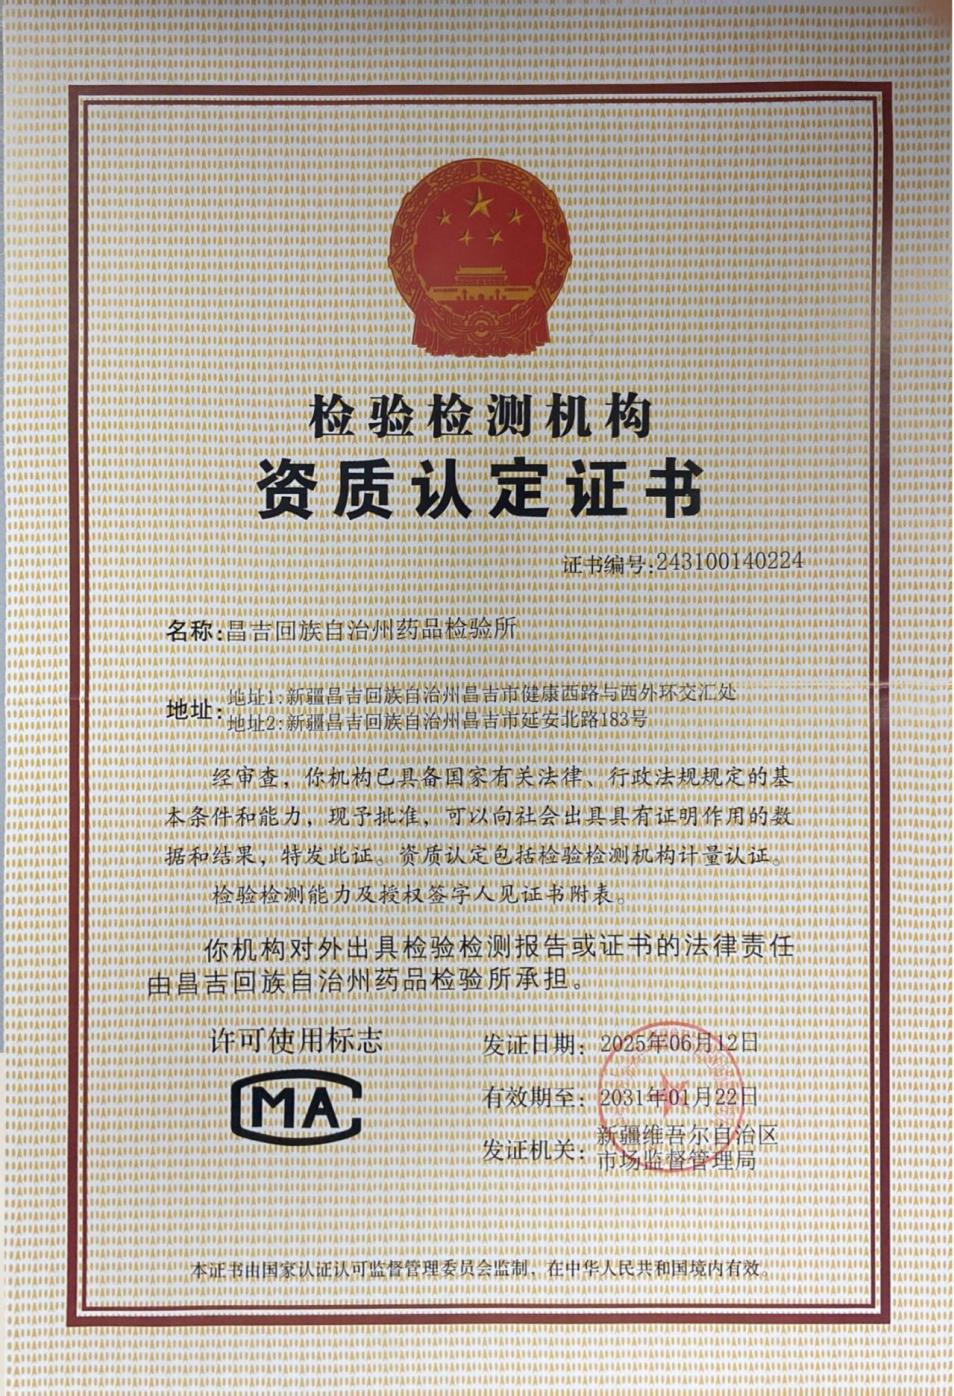 检验检测机构
资质认定证书
证书编号:243100140224
名称:昌吉回族自治州药品检验所
地址:地址1:新疆昌吉回族自治州昌吉市健康西路与西外环交汇处
地址2:新疆昌吉回族自治州昌吉市延安北路183号
经审查，你机构已具备国家有关法律、行政法规规定的基
本条件和能力，现予批准，可以向社会出具具有证明作用的数
据和结果，特发此证。资质认定包括检验检测机构计量认证。
检验检测能力及授权签字人见证书附表。
你机构对外出具检验检测报告或证书的法律责任
由昌吉回族自治州药品检验所承担。
许可使用标志
MA
发证日期：2025年06月12日
有效期至：2031年01月22日
发证机关：新疆维吾尔自治区
市场监督管理局
本证书由国家认证认可监督管理委员会监制，在中华人民共和国境内有效。